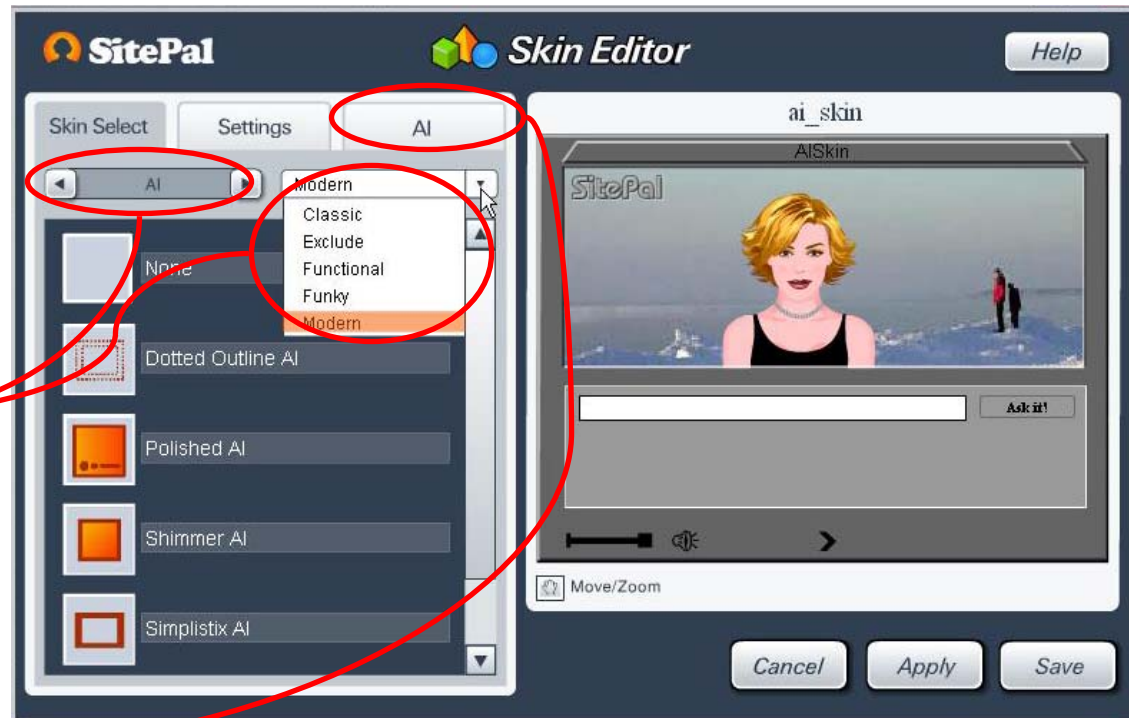 SitePal
Skin Editor
Help
Skin Select
Settings
AI
AI
Modern
Classic
Exclude
Functional
Funky
Modern
None
Dotted Outline AI
Polished AI
Shimmer AI
Simplistix AI
ai_skin
AISkin
SitePal
Ask it!
Move/Zoom
Cancel
Apply
Save